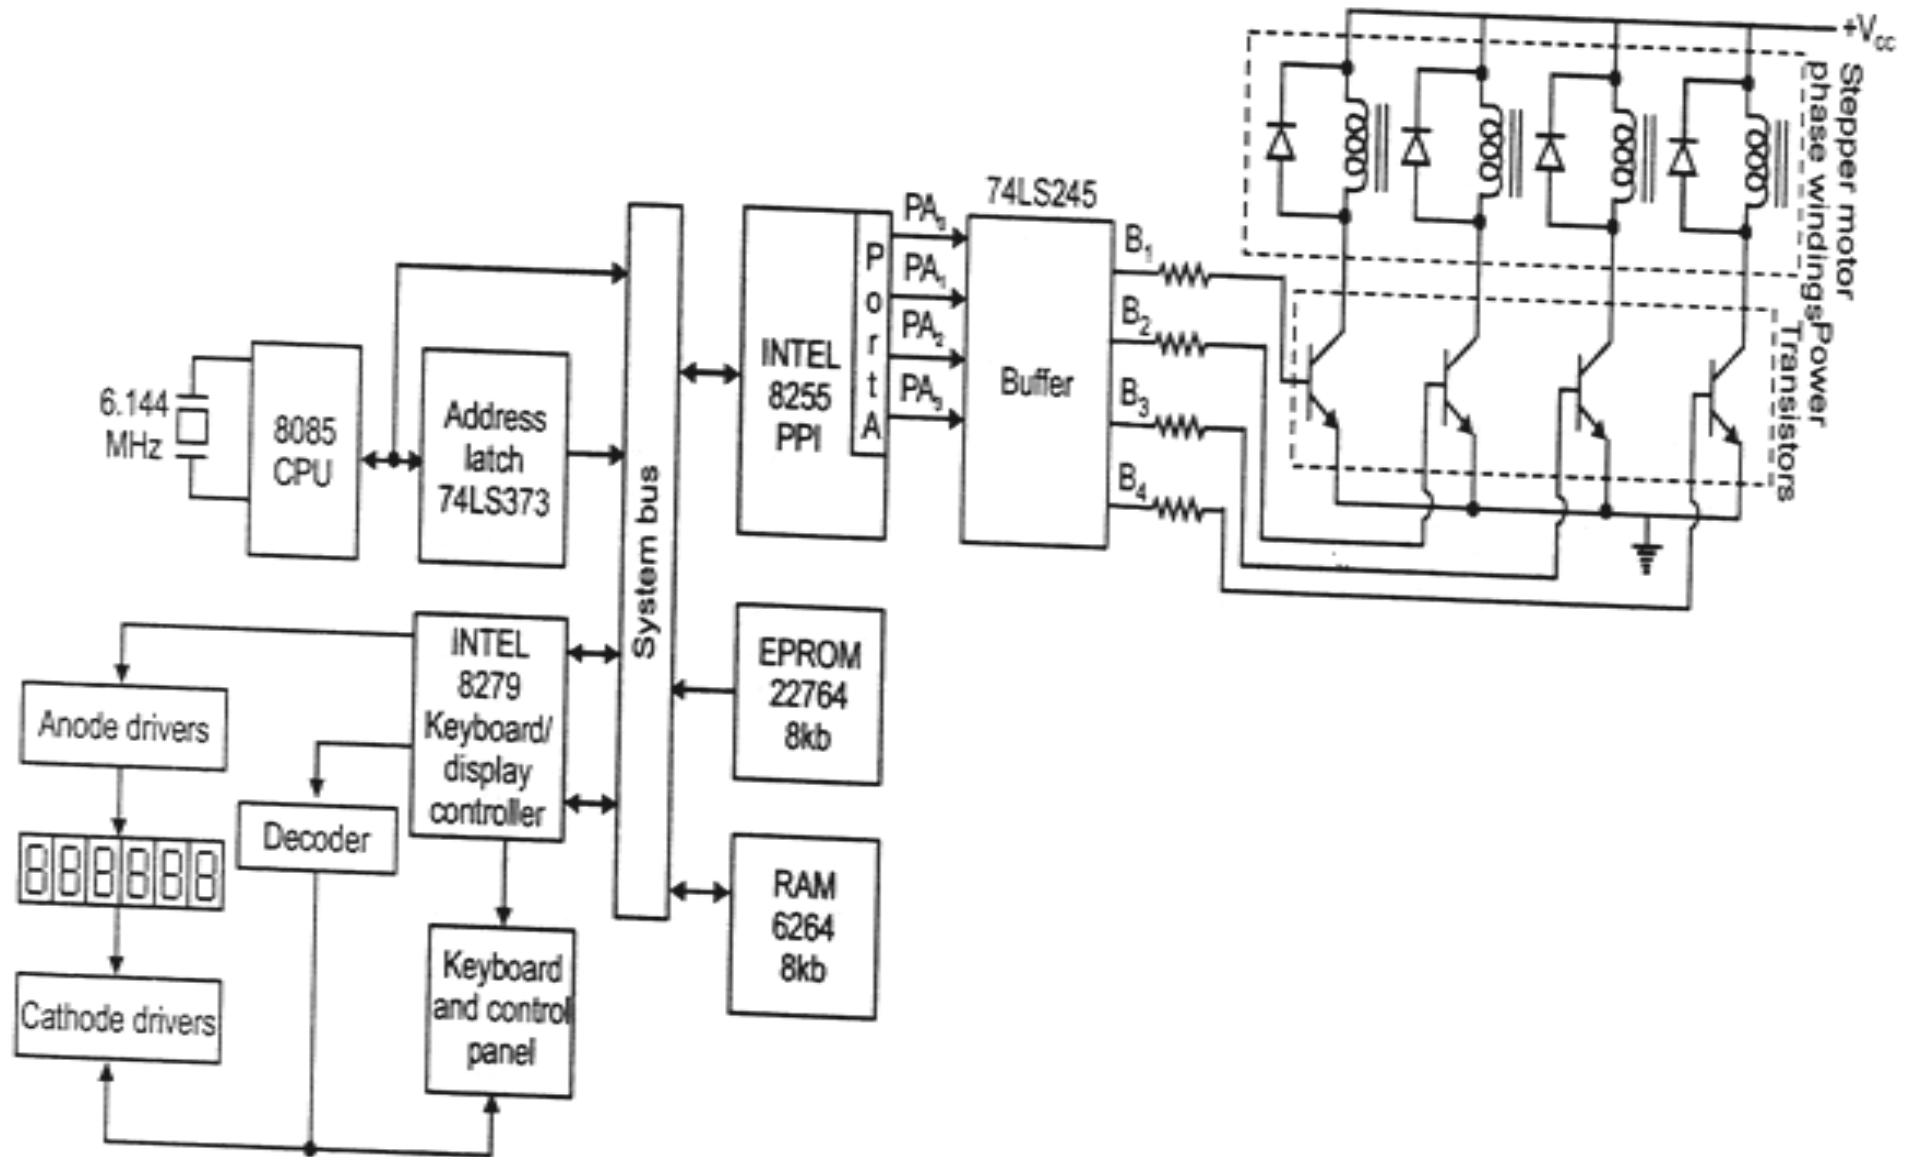 +Vcc
Stepper motor
phase windings
Power
Transistors
74LS245
Buffer
B1
B2
B3
B4
PA0
PA1
PA2
PA3
Port A
INTEL
8255
PPI
System bus
6.144
MHz
8085
CPU
Address
latch
74LS373
INTEL
8279
Keyboard/
display
controller
EPROM
22764
8kb
RAM
6264
8kb
Anode drivers
Decoder
888888
Cathode drivers
Keyboard
and control
panel